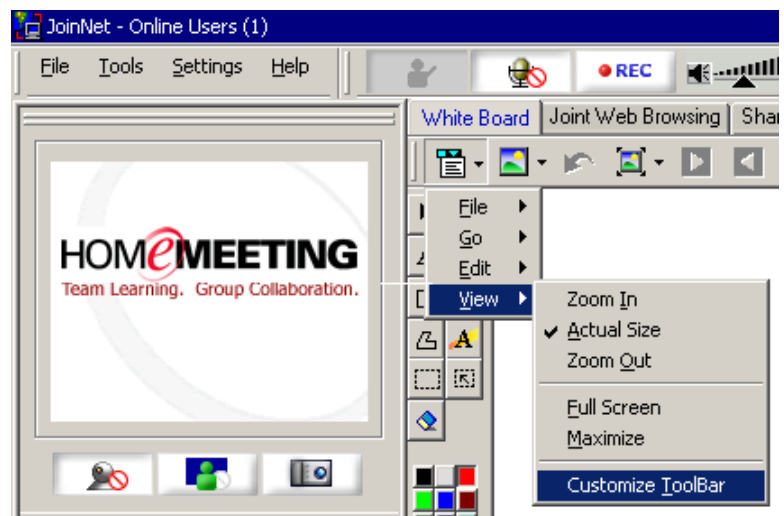 JoinNet - Online Users (1)
File Tools Settings Help
REC
White Board Joint Web Browsing
HOMeMEETING
Team Learning. Group Collaboration.
File
Go
Edit
View
Zoom In
Actual Size
Zoom Out
Full Screen
Maximize
Customize ToolBar
A